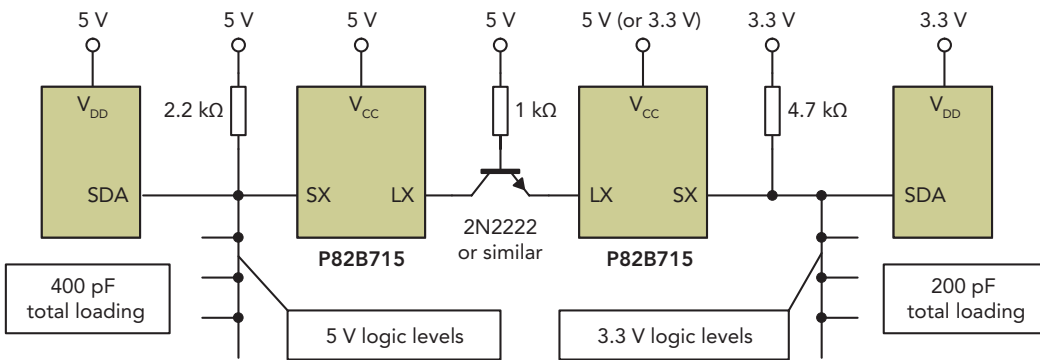 5 V 5 V 5 V 5 V 5 V (or 3.3 V) 3.3 V 3.3 V
V_DD 2.2 kΩ V_CC 1 kΩ V_CC 4.7 kΩ V_DD
SDA SX LX LX SX SDA
2N2222
or similar
P82B715 P82B715
400 pF
total loading
200 pF
total loading
5 V logic levels 3.3 V logic levels